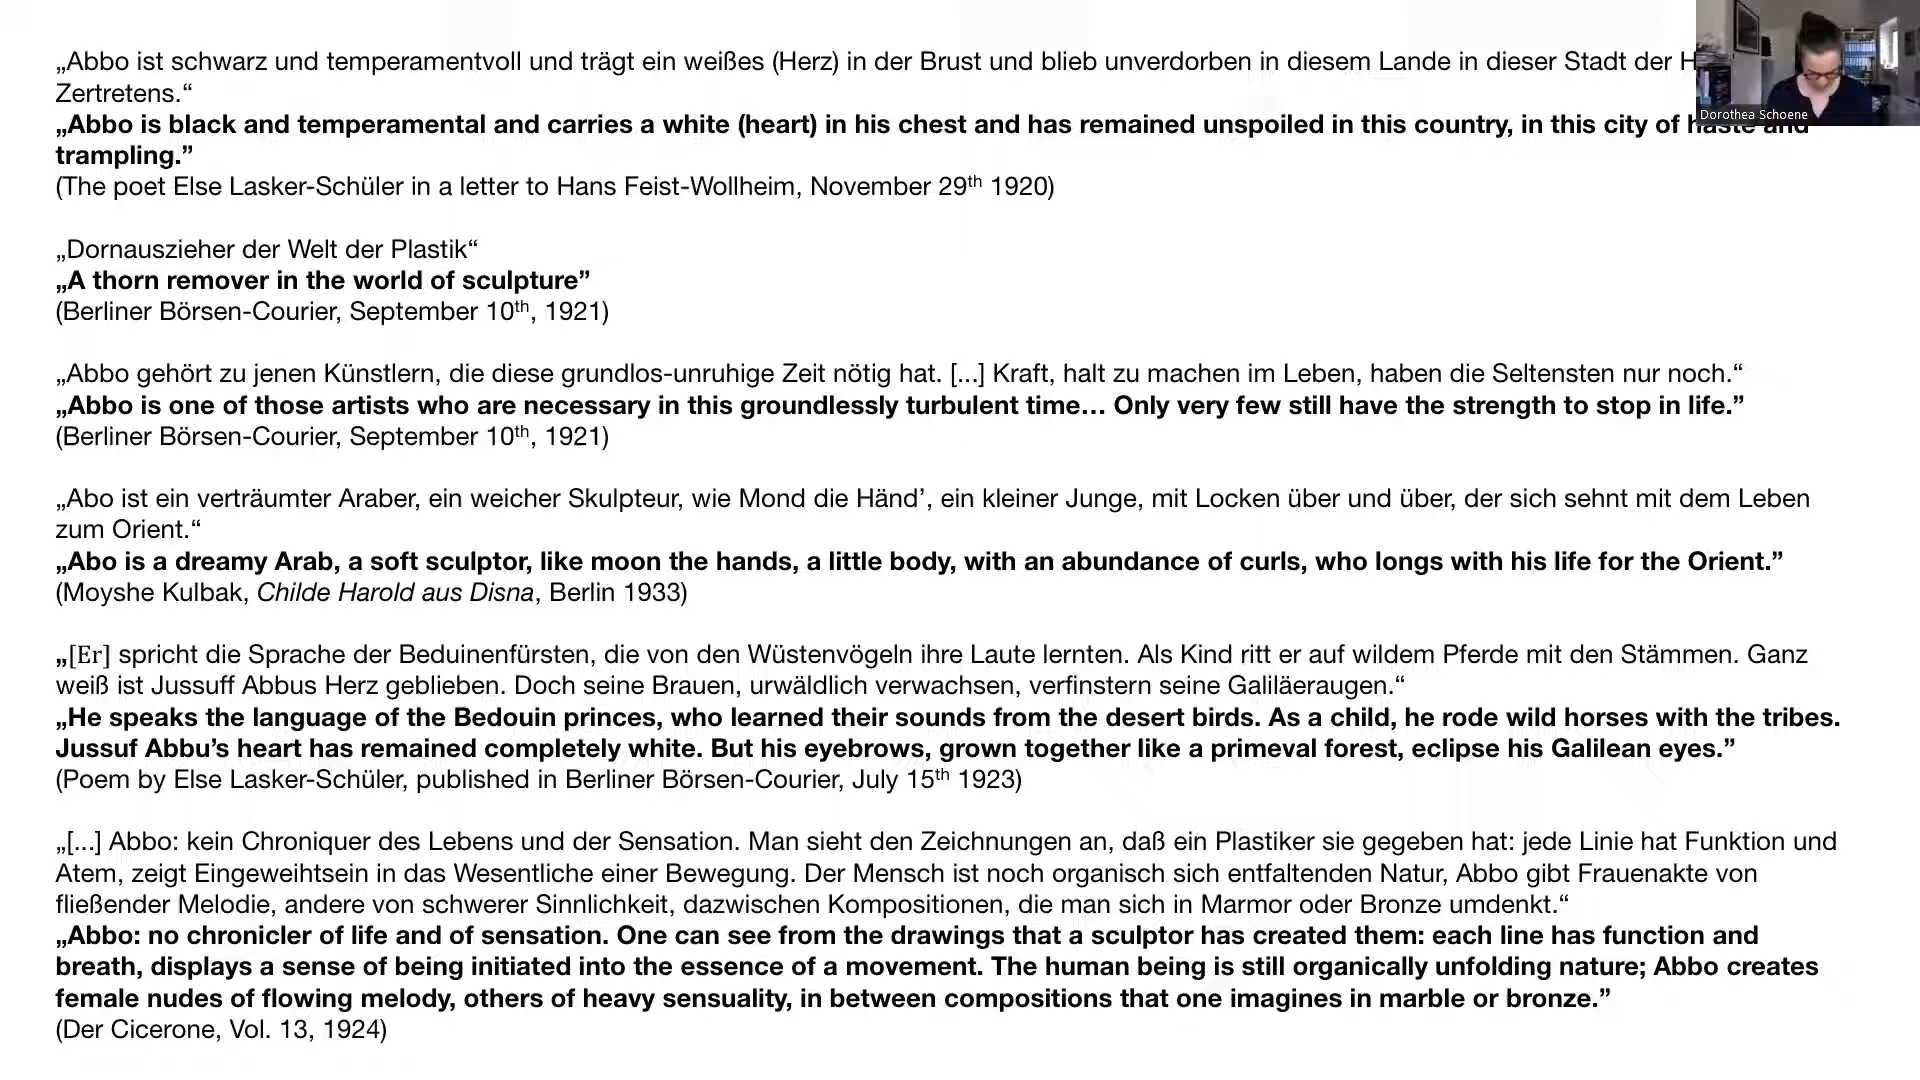 „Abbo ist schwarz und temperamentvoll und trägt ein weißes (Herz) in der Brust und blieb unverdorben in diesem Lande in dieser Stadt der
Zertretens.“
„Abbo is black and temperamental and carries a white (heart) in his chest and has remained unspoiled in this country, in this city of haste and
trampling.”
(The poet Else Lasker-Schüler in a letter to Hans Feist-Wollheim, November 29th 1920)
„Dornauszieher der Welt der Plastik“
„A thorn remover in the world of sculpture”
(Berliner Börsen-Courier, September 10th, 1921)
„Abbo gehört zu jenen Künstlern, die diese grundlos-unruhige Zeit nötig hat. [...] Kraft, halt zu machen im Leben, haben die Seltensten nur noch.“
„Abbo is one of those artists who are necessary in this groundlessly turbulent time… Only very few still have the strength to stop in life.”
(Berliner Börsen-Courier, September 10th, 1921)
„Abo ist ein verträumter Araber, ein weicher Skulpteur, wie Mond die Händ’, ein kleiner Junge, mit Locken über und über, der sich sehnt mit dem Leben
zum Orient.“
„Abo is a dreamy Arab, a soft sculptor, like moon the hands, a little body, with an abundance of curls, who longs with his life for the Orient.”
(Moyshe Kulbak, Childe Harold aus Disna, Berlin 1933)
„[Er] spricht die Sprache der Beduinenfürsten, die von den Wüstenvögeln ihre Laute lernten. Als Kind ritt er auf wildem Pferde mit den Stämmen. Ganz
weiß ist Jussuff Abbus Herz geblieben. Doch seine Brauen, urwäldlich verwachsen, verfinstern seine Galiläeraugen.“
„He speaks the language of the Bedouin princes, who learned their sounds from the desert birds. As a child, he rode wild horses with the tribes.
Jussuf Abbu’s heart has remained completely white. But his eyebrows, grown together like a primeval forest, eclipse his Galilean eyes.”
(Poem by Else Lasker-Schüler, published in Berliner Börsen-Courier, July 15th 1923)
„[...] Abbo: kein Chroniquer des Lebens und der Sensation. Man sieht den Zeichnungen an, daß ein Plastiker sie gegeben hat: jede Linie hat Funktion und
Atem, zeigt Eingeweihtsein in das Wesentliche einer Bewegung. Der Mensch ist noch organisch sich entfaltenden Natur, Abbo gibt Frauenakte von
fließender Melodie, andere von schwerer Sinnlichkeit, dazwischen Kompositionen, die man sich in Marmor oder Bronze umdenkt.“
„Abbo: no chronicler of life and of sensation. One can see from the drawings that a sculptor has created them: each line has function and
breath, displays a sense of being initiated into the essence of a movement. The human being is still organically unfolding nature; Abbo creates
female nudes of flowing melody, others of heavy sensuality, in between compositions that one imagines in marble or bronze.”
(Der Cicerone, Vol. 13, 1924)
Dorothea Schoene